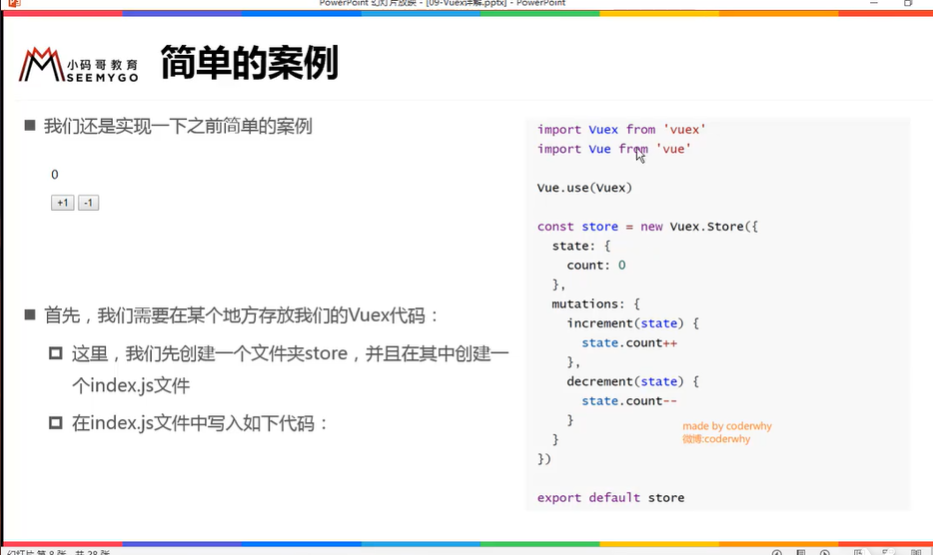 PowerPoint 幻灯片放映 - [09-Vuex详解.pptx] - PowerPoint
小码哥教育
SEEMYGO
简单的案例
我们还是实现一下之前简单的案例
0
+1 -1
首先，我们需要在某个地方存放我们的Vuex代码：
这里，我们先创建一个文件夹store，并且在其中创建一
个index.js文件
在index.js文件中写入如下代码：
import Vuex from 'vuex'
import Vue from 'vue'
Vue.use(Vuex)
const store = new Vuex.Store({
state: {
count: 0
},
mutations: {
increment(state) {
state.count++
},
decrement(state) {
state.count--
}
}
})
export default store
made by coderwhy
微博:coderwhy
幻灯片 第 8 张，共 28 张